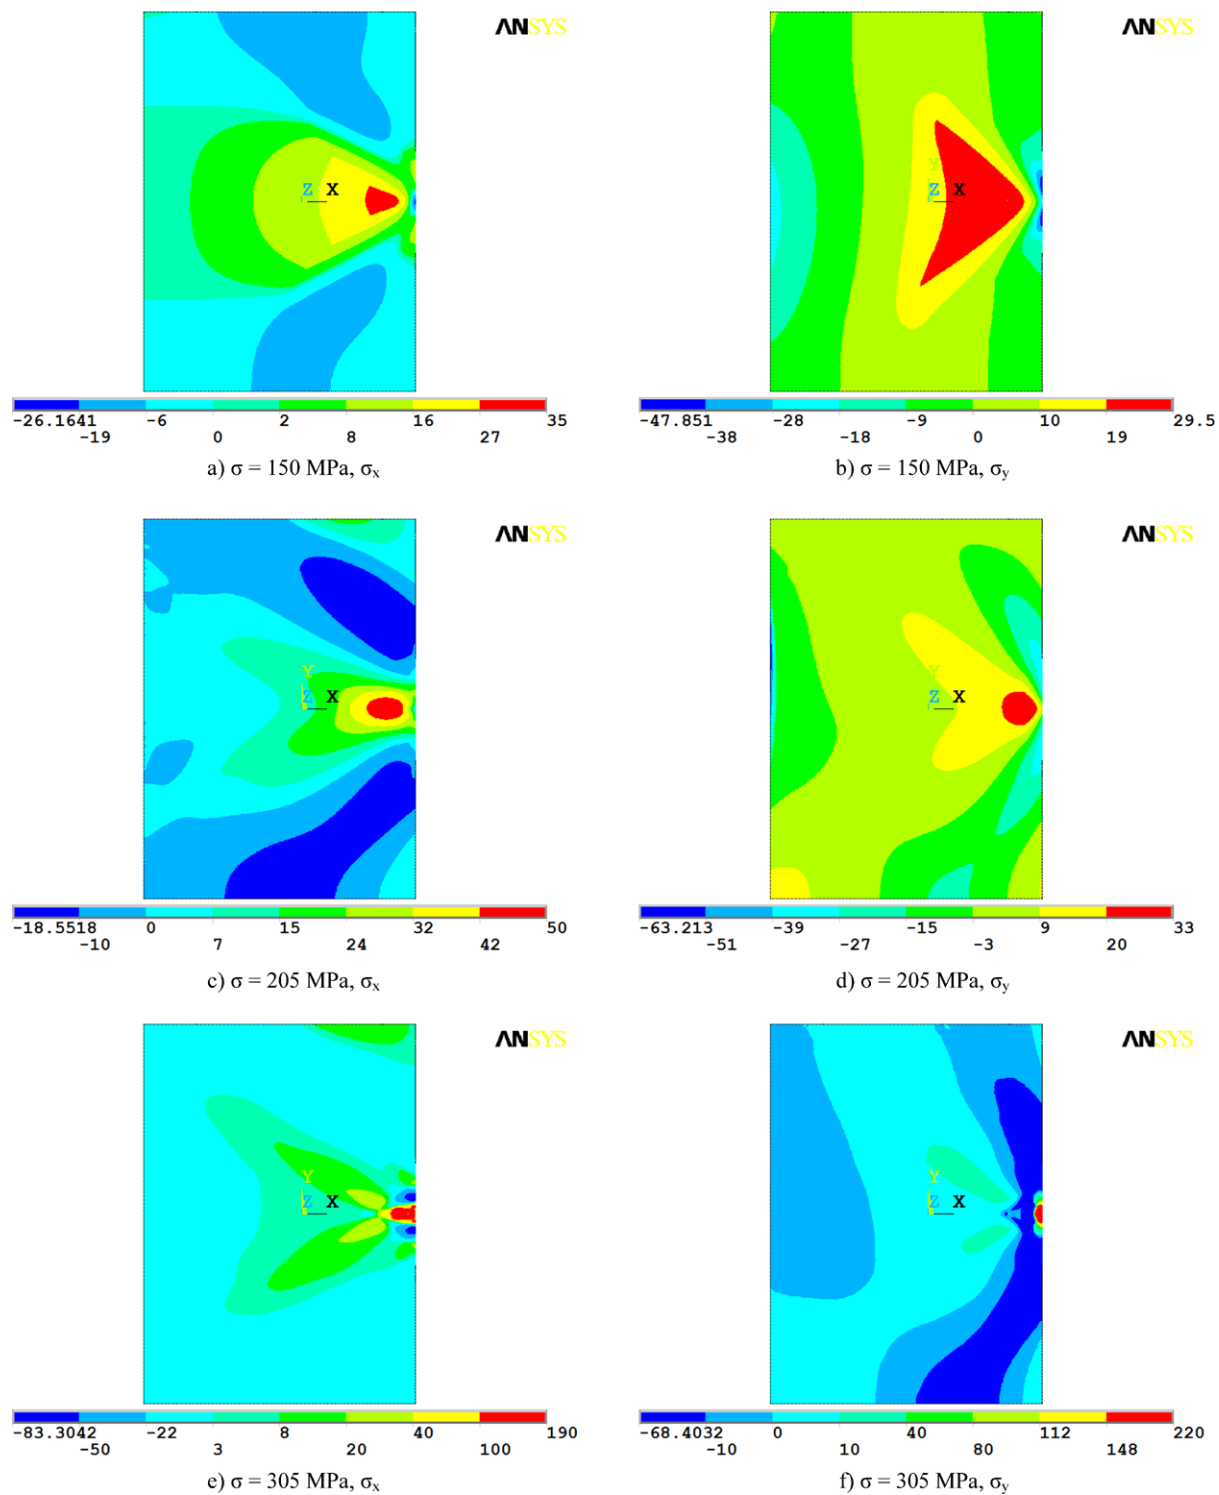 ANSYS ANSYS
Y
Z X Z X
-26.1641 -6 2 16 35 -47.851 -28 -9 10 29.5
-19 0 8 27 -38 -18 0 19
a) σ = 150 MPa, σx b) σ = 150 MPa, σy
ANSYS ANSYS
Y Y
Z X Z X
-18.5518 0 15 32 50 -63.213 -39 -15 9 33
-10 7 24 42 -51 -27 -3 20
c) σ = 205 MPa, σx d) σ = 205 MPa, σy
ANSYS ANSYS
Y Y
Z X Z X
-83.3042 -22 8 40 190 -68.4032 0 40 112 220
-50 3 20 100 -10 10 80 148
e) σ = 305 MPa, σx f) σ = 305 MPa, σy